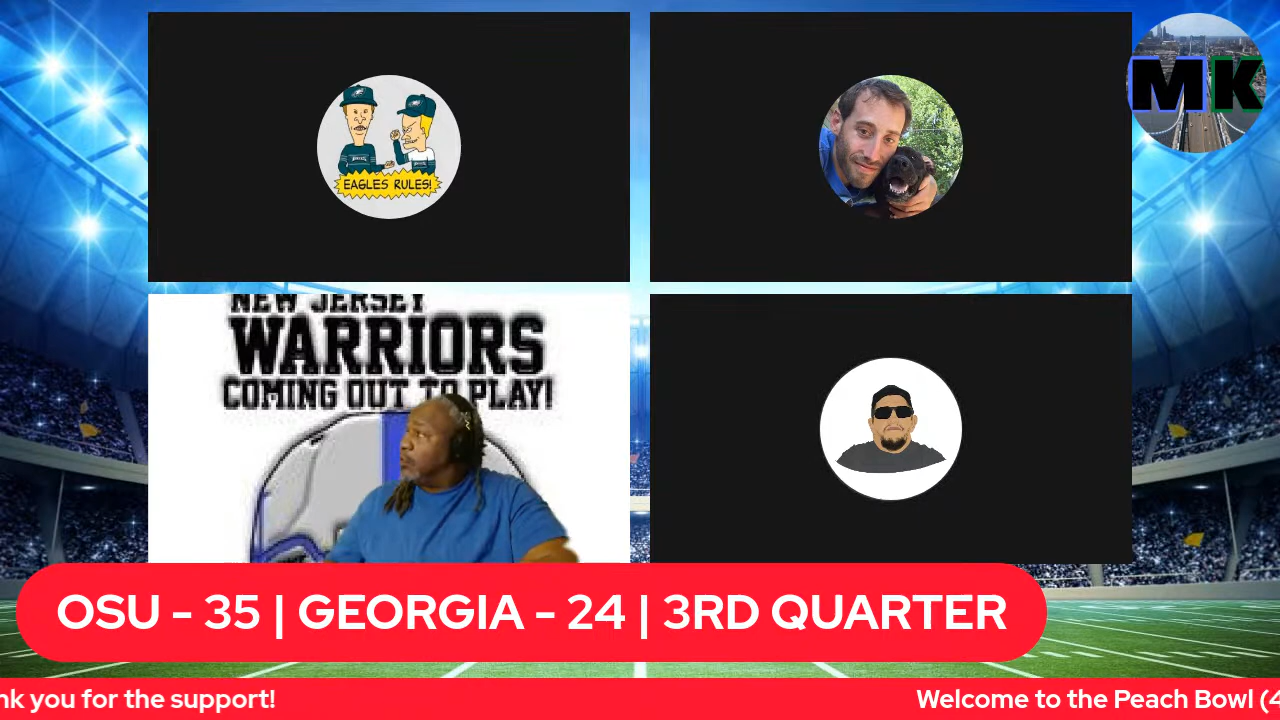 EAGLES RULES!
MK
NEW JERSEY
WARRIORS
COMING OUT TO PLAY!
OSU - 35 | GEORGIA - 24 | 3RD QUARTER
nk you for the support!
Welcome to the Peach Bowl (4